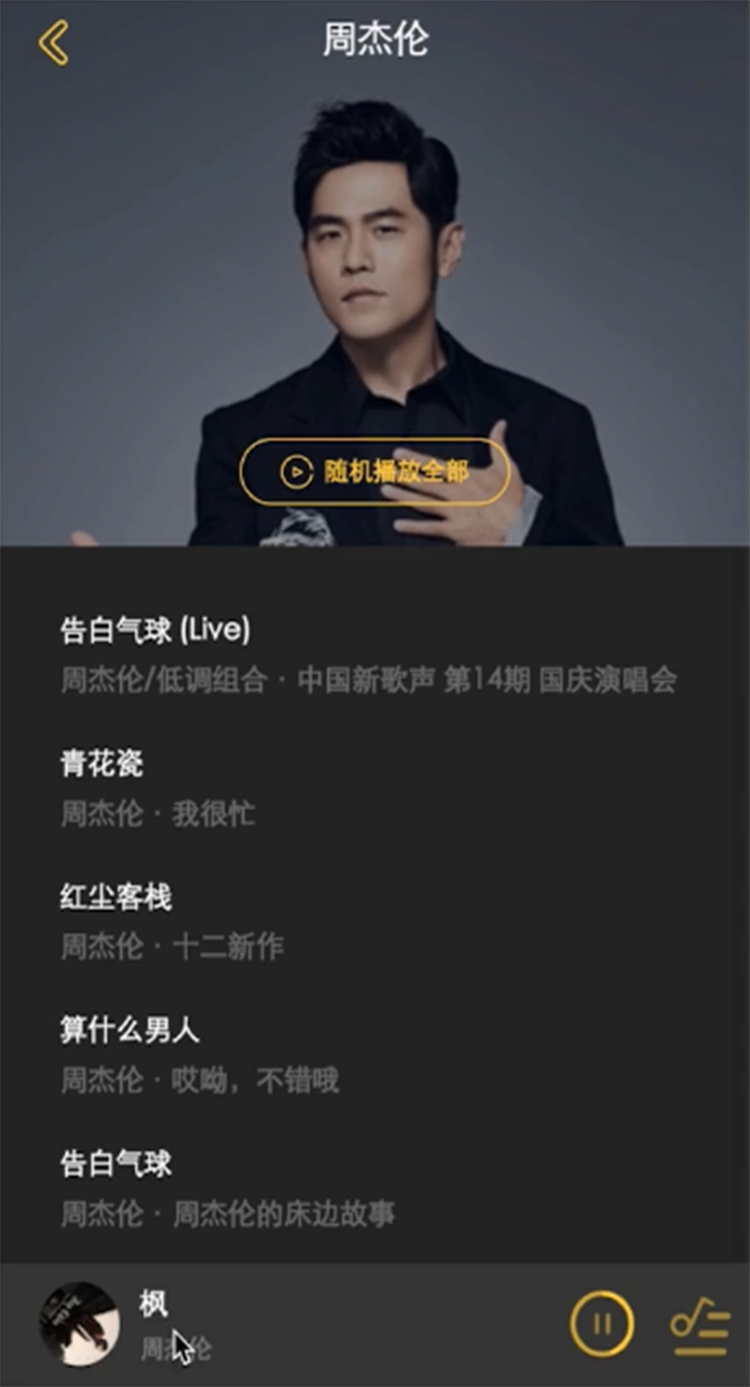 周杰伦
随机播放全部
告白气球 (Live)
周杰伦/低调组合 · 中国新歌声 第14期 国庆演唱会
青花瓷
周杰伦 · 我很忙
红尘客栈
周杰伦 · 十二新作
算什么男人
周杰伦 · 哎呦，不错哦
告白气球
周杰伦 · 周杰伦的床边故事
枫
周杰伦